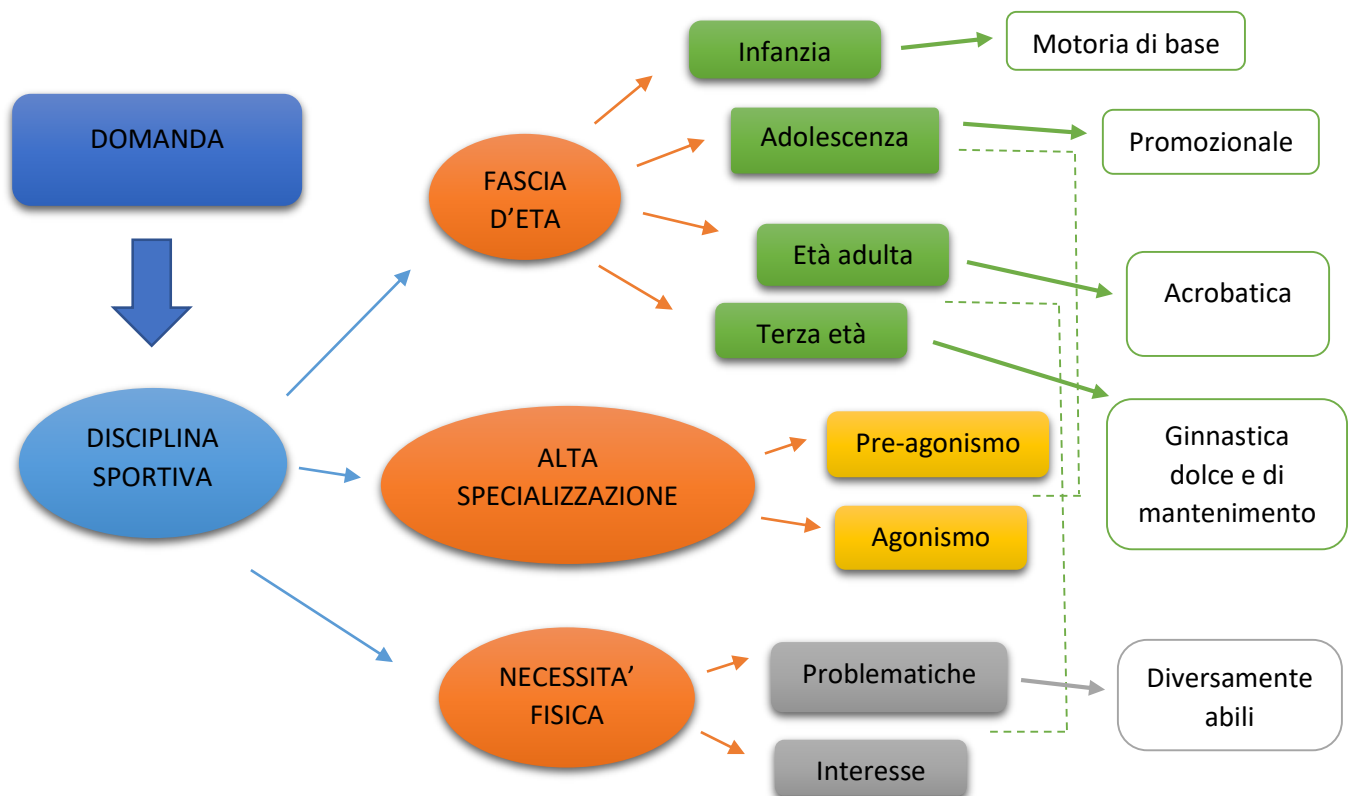 DOMANDA
DISCIPLINA
SPORTIVA
FASCIA
D’ETA
Infanzia
Motoria di base
Adolescenza
Promozionale
Età adulta
Acrobatica
Terza età
Ginnastica
dolce e di
mantenimento
ALTA
SPECIALIZZAZIONE
Pre-agonismo
Agonismo
NECESSITA’
FISICA
Problematiche
Diversamente
abili
Interesse